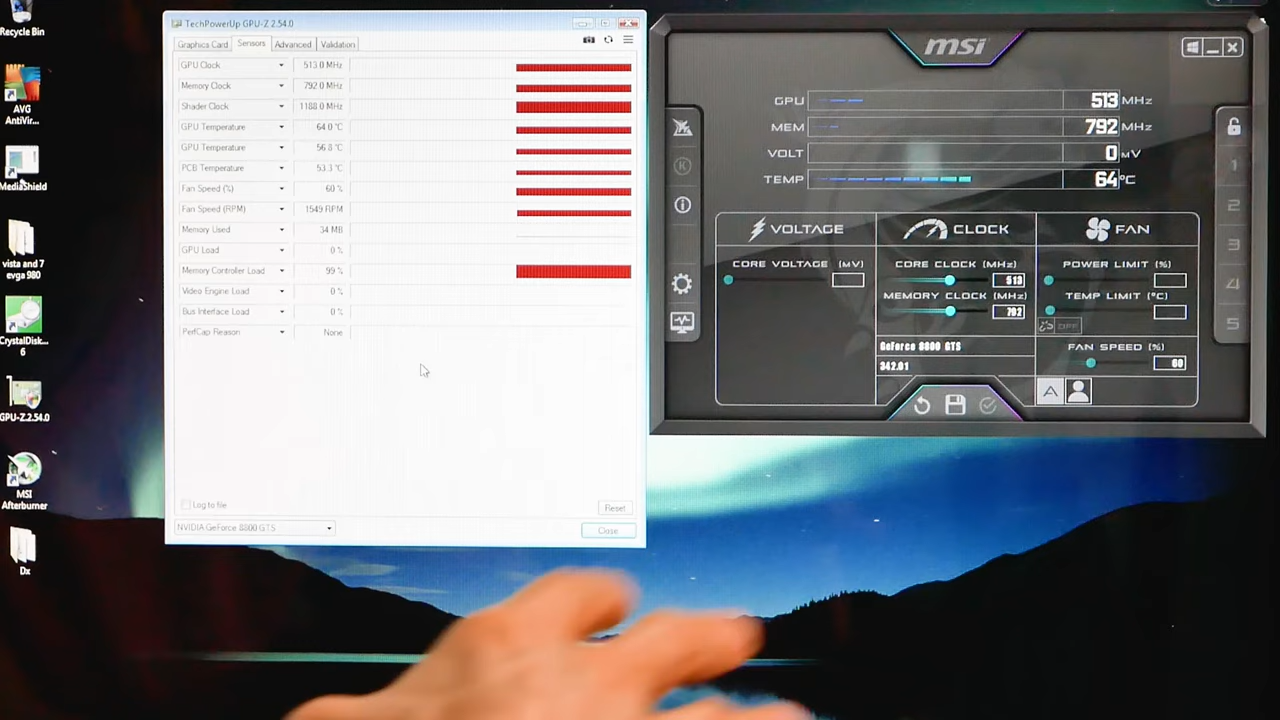 Recycle Bin
AVG
AntiVir...
MediaShield
vista and 7
evga 980
CrystalDisk...
6
GPU-Z.2.54.0
MSI
Afterburner
Dx
TechPowerUp GPU-Z 2.54.0
Graphics Card Sensors Advanced Validation
GPU Clock 513.0 MHz
Memory Clock 792.0 MHz
Shader Clock 1188.0 MHz
GPU Temperature 64.0 °C
GPU Temperature 56.8 °C
PCB Temperature 53.3 °C
Fan Speed (%) 60 %
Fan Speed (RPM) 1549 RPM
Memory Used 34 MB
GPU Load 0 %
Memory Controller Load 99 %
Video Engine Load 0 %
Bus Interface Load 0 %
PerfCap Reason None
Log to file
Reset
NVIDIA GeForce 8800 GTS
Close
msi
GPU 513 MHz
MEM 792 MHz
VOLT 0 mV
TEMP 64 °C
VOLTAGE CLOCK FAN
CORE VOLTAGE (MV)
CORE CLOCK (MHz)
513
MEMORY CLOCK (MHz)
792
GeForce 8800 GTS
342.01
POWER LIMIT (%)
TEMP LIMIT (°C)
OFF
FAN SPEED (%)
60
A
K
1
2
3
4
5